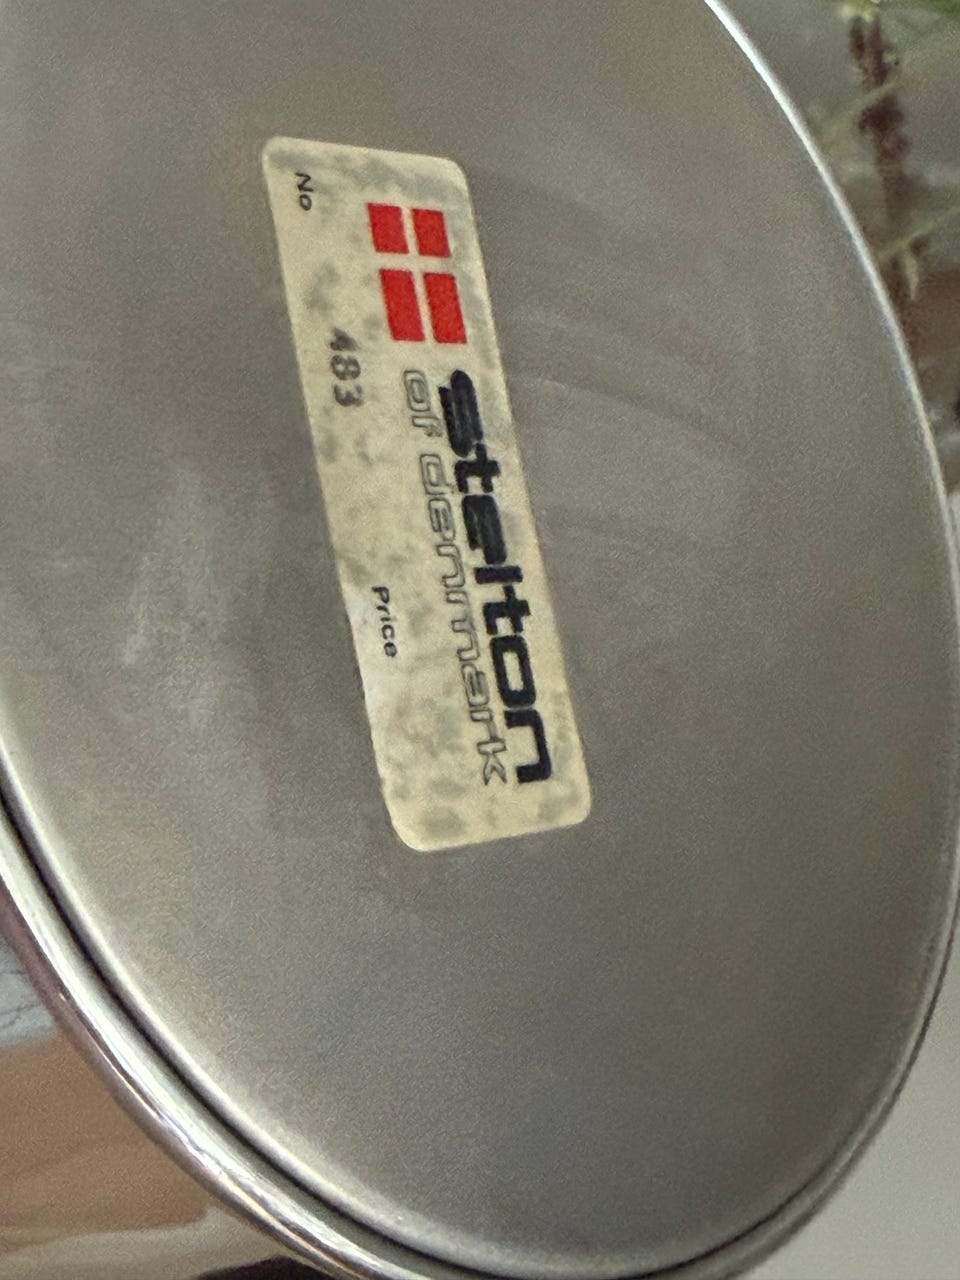 stelton
of denmark
No 483 Price